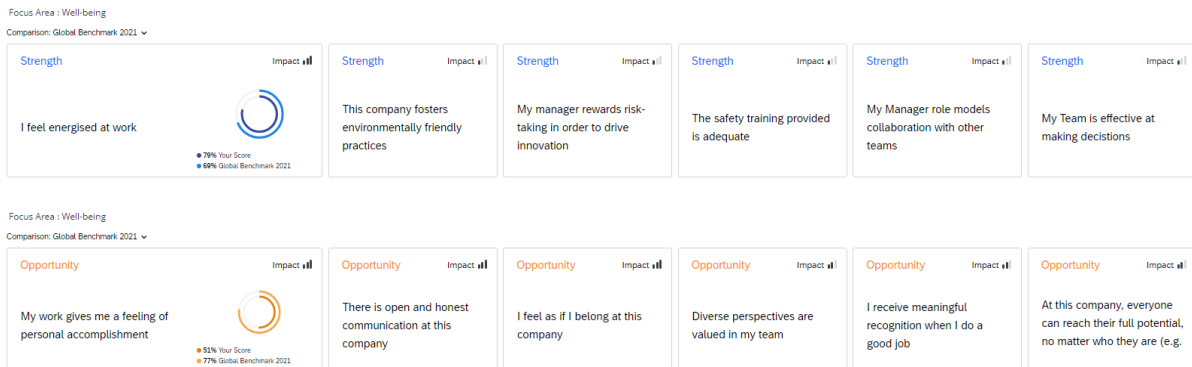 Focus Area : Well-being
Comparison: Global Benchmark 2021
Strength
Impact
I feel energised at work
79% Your Score
69% Global Benchmark 2021
Strength
Impact
This company fosters
environmentally friendly
practices
Strength
Impact
My manager rewards risk-
taking in order to drive
innovation
Strength
Impact
The safety training provided
is adequate
Strength
Impact
My Manager role models
collaboration with other
teams
Strength
Impact
My Team is effective at
making decisions
Focus Area : Well-being
Comparison: Global Benchmark 2021
Opportunity
Impact
My work gives me a feeling of
personal accomplishment
51% Your Score
77% Global Benchmark 2021
Opportunity
Impact
There is open and honest
communication at this
company
Opportunity
Impact
I feel as if I belong at this
company
Opportunity
Impact
Diverse perspectives are
valued in my team
Opportunity
Impact
I receive meaningful
recognition when I do a
good job
Opportunity
Impact
At this company, everyone
can reach their full potential,
no matter who they are (e.g.